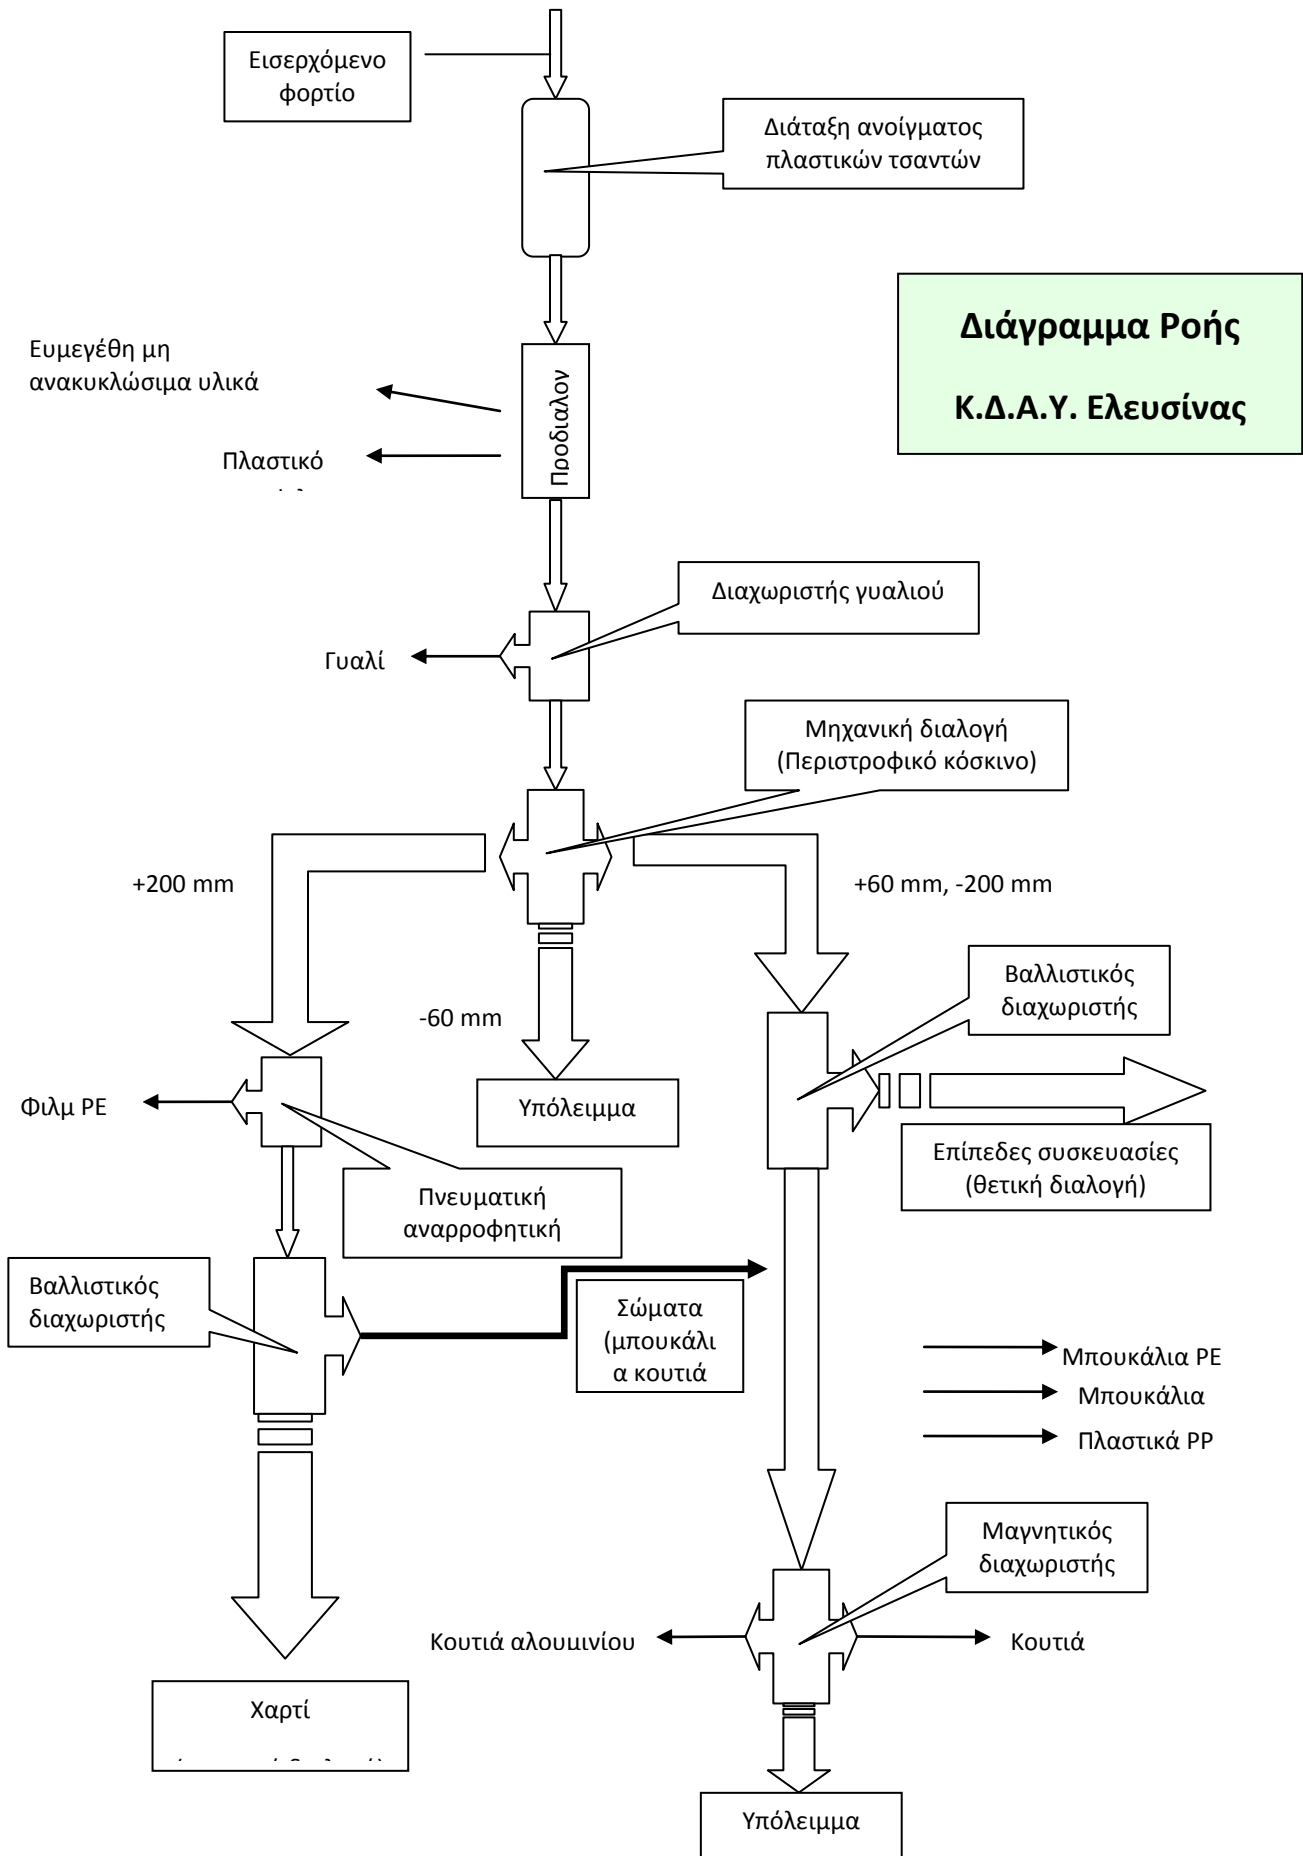 Εισερχόμενο
φορτίο
Διάταξη ανοίγματος
πλαστικών τσαντών
Διάγραμμα Ροής
Κ.Δ.Α.Υ. Ελευσίνας
Ευμεγέθη μη
ανακυκλώσιμα υλικά
Προδιαλον
Πλαστικό
Διαχωριστής γυαλιού
Γυαλί
Μηχανική διαλογή
(Περιστροφικό κόσκινο)
+200 mm
+60 mm, -200 mm
Βαλλιστικός
διαχωριστής
-60 mm
Φιλμ PE
Υπόλειμμα
Επίπεδες συσκευασίες
(θετική διαλογή)
Πνευματική
αναρροφητική
Βαλλιστικός
διαχωριστής
Σώματα
(μπουκάλι
α κουτιά
Μπουκάλια PE
Μπουκάλια
Πλαστικά PP
Μαγνητικός
διαχωριστής
Κουτιά αλουμινίου
Κουτιά
Χαρτί
Υπόλειμμα